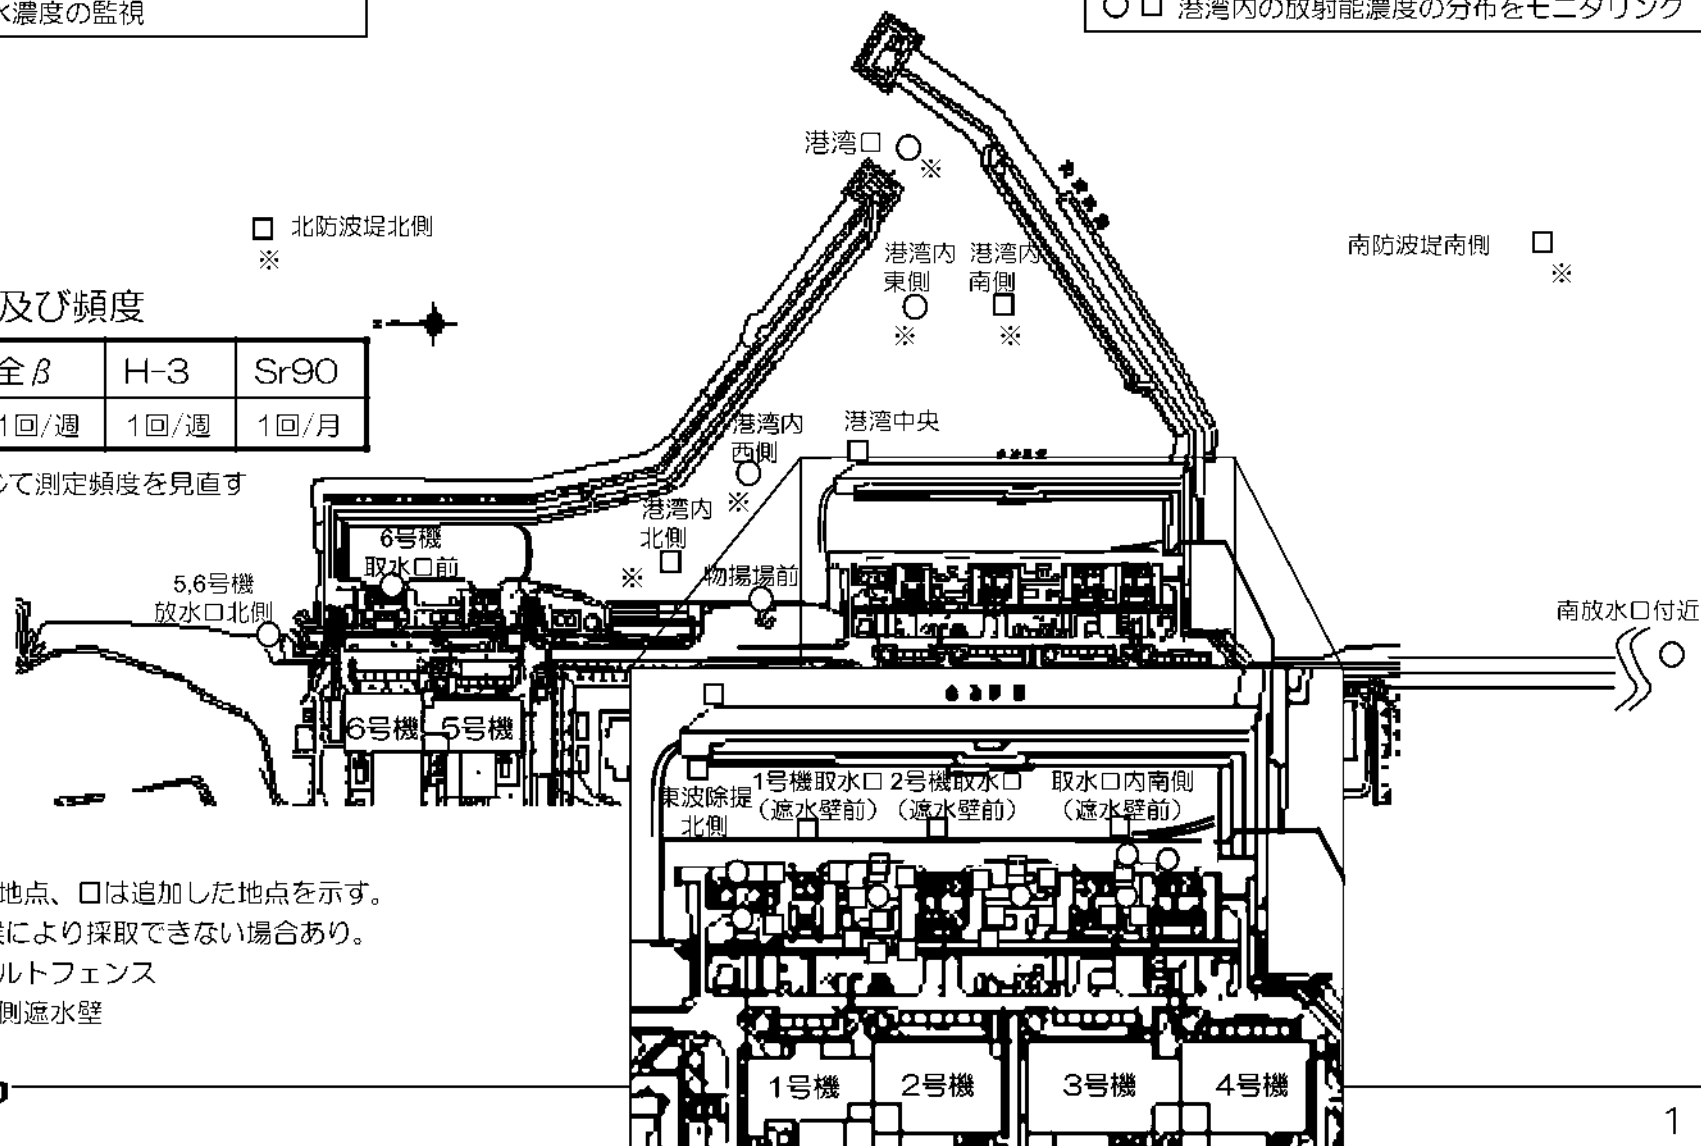 水濃度の監視
○ □ 港湾内の放射能濃度の分布をモニタリング
港湾口
※
□ 北防波堤北側
※
南防波堤南側 □
※
港湾内
東側
※
港湾内
南側
※
及び頻度
全β H-3 Sr90
1回/週 1回/週 1回/月
じて測定頻度を見直す
港湾内
西側
※
港湾中央
港湾内
北側
※
物揚場前
6号機
取水口前
5,6号機
放水口北側
南放水口付近
6号機 5号機
東波除堤
北側
1号機取水口
(遮水壁前)
2号機取水口
(遮水壁前)
取水口内南側
(遮水壁前)
地点、□は追加した地点を示す。
により採取できない場合あり。
ルトフェンス
側遮水壁
1号機 2号機 3号機 4号機
1